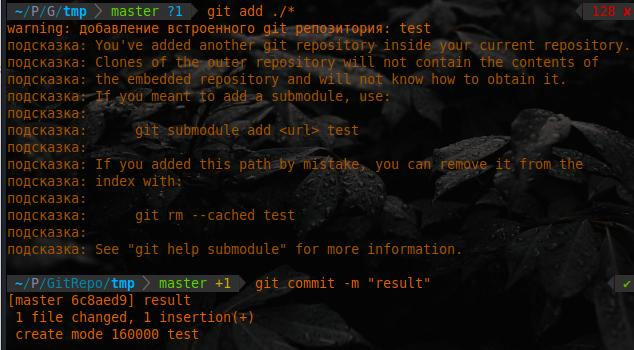 ~/P/G/tmp master ?1 git add ./* 128 ✘
warning: добавление встроенного git репозитория: test
подсказка: You've added another git repository inside your current repository.
подсказка: Clones of the outer repository will not contain the contents of
подсказка: the embedded repository and will not know how to obtain it.
подсказка: If you meant to add a submodule, use:
подсказка:
подсказка: git submodule add <url> test
подсказка:
подсказка: If you added this path by mistake, you can remove it from the
подсказка: index with:
подсказка:
подсказка: git rm --cached test
подсказка:
подсказка: See "git help submodule" for more information.
~/P/GitRepo/tmp master +1 git commit -m "result" ✔
[master 6c8aed9] result
1 file changed, 1 insertion(+)
create mode 160000 test